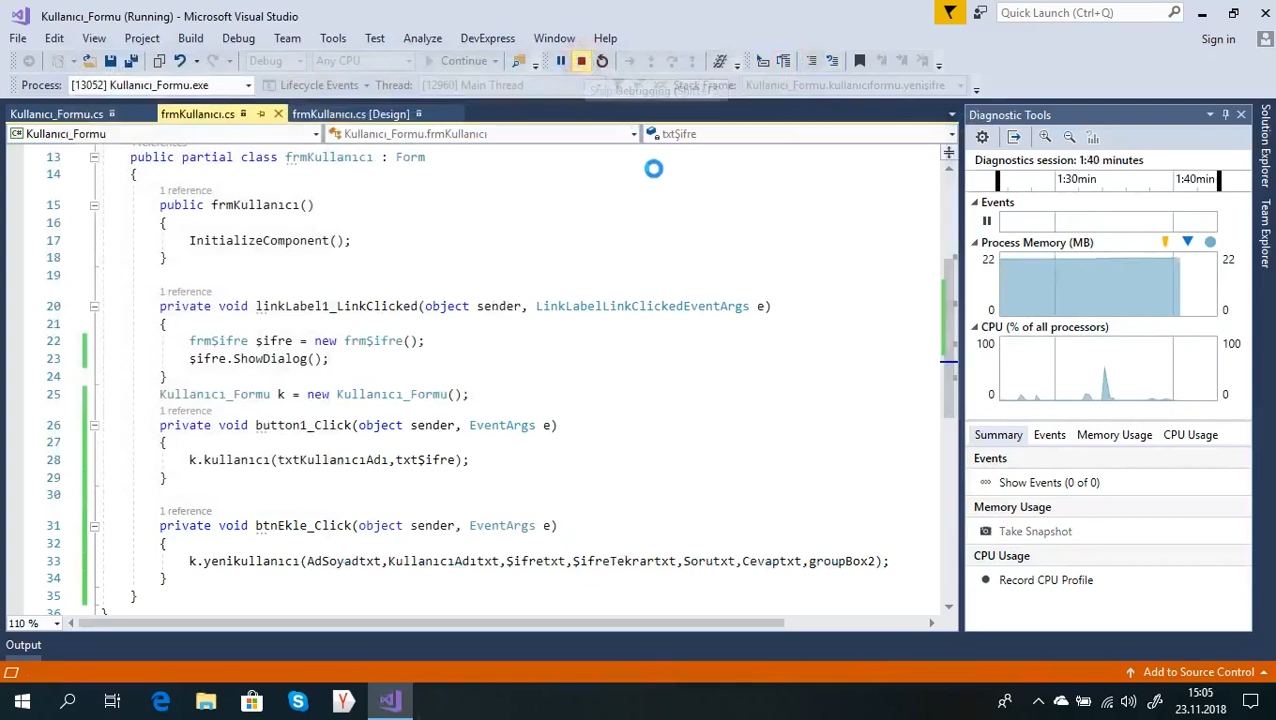 Kullanıcı_Formu (Running) - Microsoft Visual Studio
Quick Launch (Ctrl+Q)
File Edit View Project Build Debug Team Tools Test Analyze DevExpress Window Help
Sign in
Debug Any CPU Continue
Process: [13052] Kullanıcı_Formu.exe Lifecycle Events Thread: [12960] Main Thread Stack Frame: Kullanıcı_Formu.kullanıcıformu.yenişifre
Kullanıcı_Formu.cs frmKullanıcı.cs frmKullanıcı.cs [Design]
Kullanıcı_Formu Kullanıcı_Formu.frmKullanıcı txtŞifre
13 public partial class frmKullanıcı : Form
14 {
1 reference
15 public frmKullanıcı()
16 {
17 InitializeComponent();
18 }
19
1 reference
20 private void linkLabel1_LinkClicked(object sender, LinkLabelLinkClickedEventArgs e)
21 {
22 frmŞifre şifre = new frmŞifre();
23 şifre.ShowDialog();
24 }
25 Kullanıcı_Formu k = new Kullanıcı_Formu();
1 reference
26 private void button1_Click(object sender, EventArgs e)
27 {
28 k.kullanıcı(txtKullanıcıAdı,txtŞifre);
29 }
30
1 reference
31 private void btnEkle_Click(object sender, EventArgs e)
32 {
33 k.yenikullanıcı(AdSoyadtxt,KullanıcıAdıtxt,Şifretxt,ŞifreTekrartxt,Sorutxt,Cevaptxt,groupBox2);
34 }
35 }
36 }
110 %
Diagnostic Tools
Diagnostics session: 1:40 minutes
1:30min 1:40min
Events
Process Memory (MB)
22 22
0 0
CPU (% of all processors)
100 100
0 0
Summary Events Memory Usage CPU Usage
Events
Show Events (0 of 0)
Memory Usage
Take Snapshot
CPU Usage
Record CPU Profile
Solution Explorer
Team Explorer
Output
Add to Source Control
15:05
23.11.2018